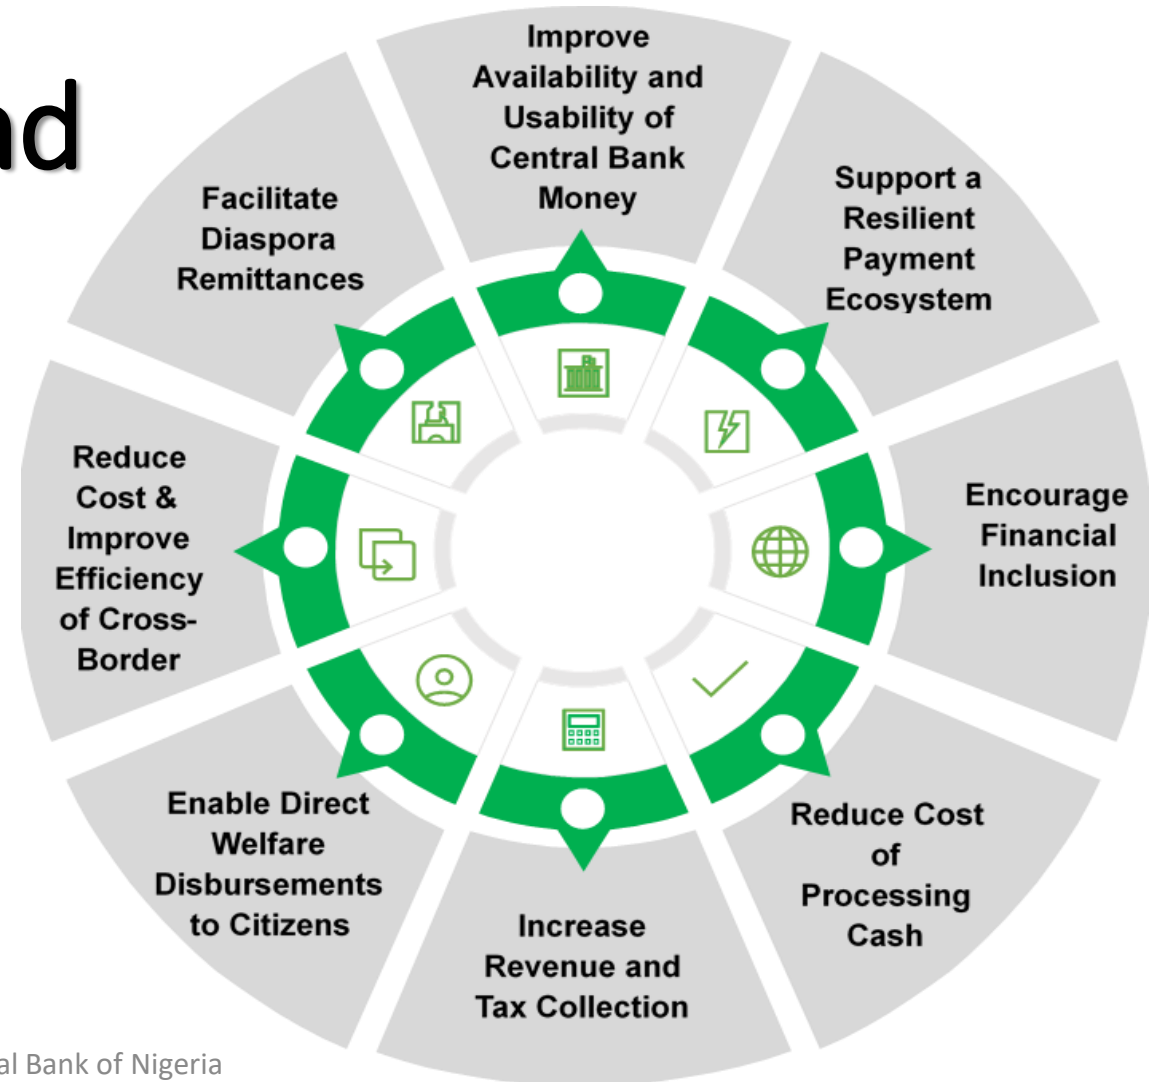 nd
Improve
Availability and
Usability of
Central Bank
Money
Support a
Resilient
Payment
Ecosystem
Encourage
Financial
Inclusion
Reduce Cost
of
Processing
Cash
Increase
Revenue and
Tax Collection
Enable Direct
Welfare
Disbursements
to Citizens
Reduce
Cost &
Improve
Efficiency
of Cross-
Border
Facilitate
Diaspora
Remittances
al Bank of Nigeria